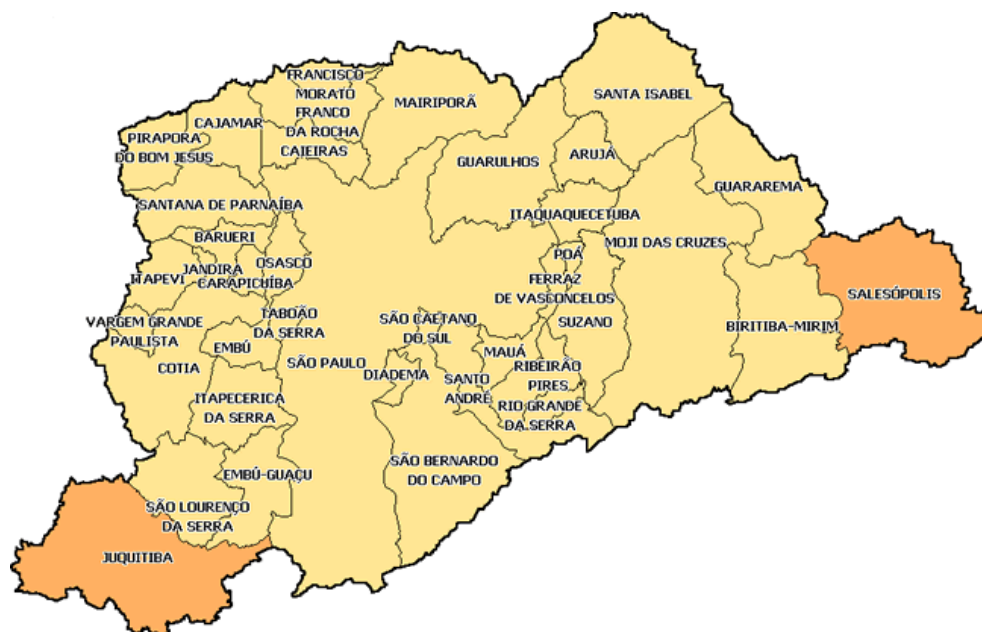 FRANCISCO
MORATO
FRANCO
DA ROCHA
CAIEIRAS
MAIRIPORÃ
SANTA ISABEL
CAJAMAR
PIRAPORA
DO BOM JESUS
GUARULHOS
ARUJÁ
GUARAREMA
SANTANA DE PARNAÍBA
ITAQUAQUECETUBA
BARUERI
MOJI DAS CRUZES
JANDIRA
OSASCO
POÁ
ITAPEVI
CARAPICUÍBA
FERRAZ
DE VASCONCELOS
SALESÓPOLIS
VARGEM GRANDE
PAULISTA
TABOÃO
DA SERRA
SÃO CAETANO
DO SUL
SUZANO
BIRITIBA-MIRIM
EMBÚ
COTIA
SÃO PAULO
DIADEMA
MAUÁ
SANTO
ANDRÉ
RIBEIRÃO
PIRES
ITAPECERICA
DA SERRA
RIO GRANDE
DA SERRA
SÃO BERNARDO
DO CAMPO
EMBÚ-GUAÇU
SÃO LOURENÇO
DA SERRA
JUQUITIBA